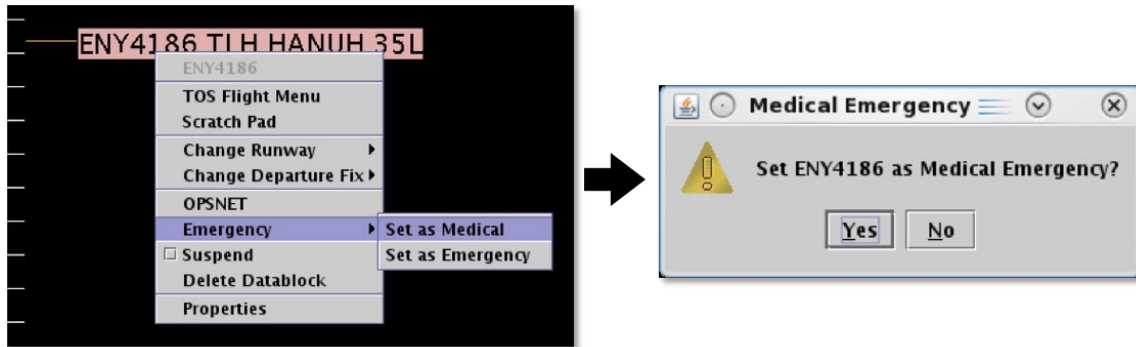 ENY4186 TLH HANUH 35L
ENY4186
TOS Flight Menu
Scratch Pad
Change Runway
Change Departure Fix
OPSNET
Emergency
Set as Medical
Suspend
Set as Emergency
Delete Datablock
Properties
Medical Emergency
Set ENY4186 as Medical Emergency?
Yes No